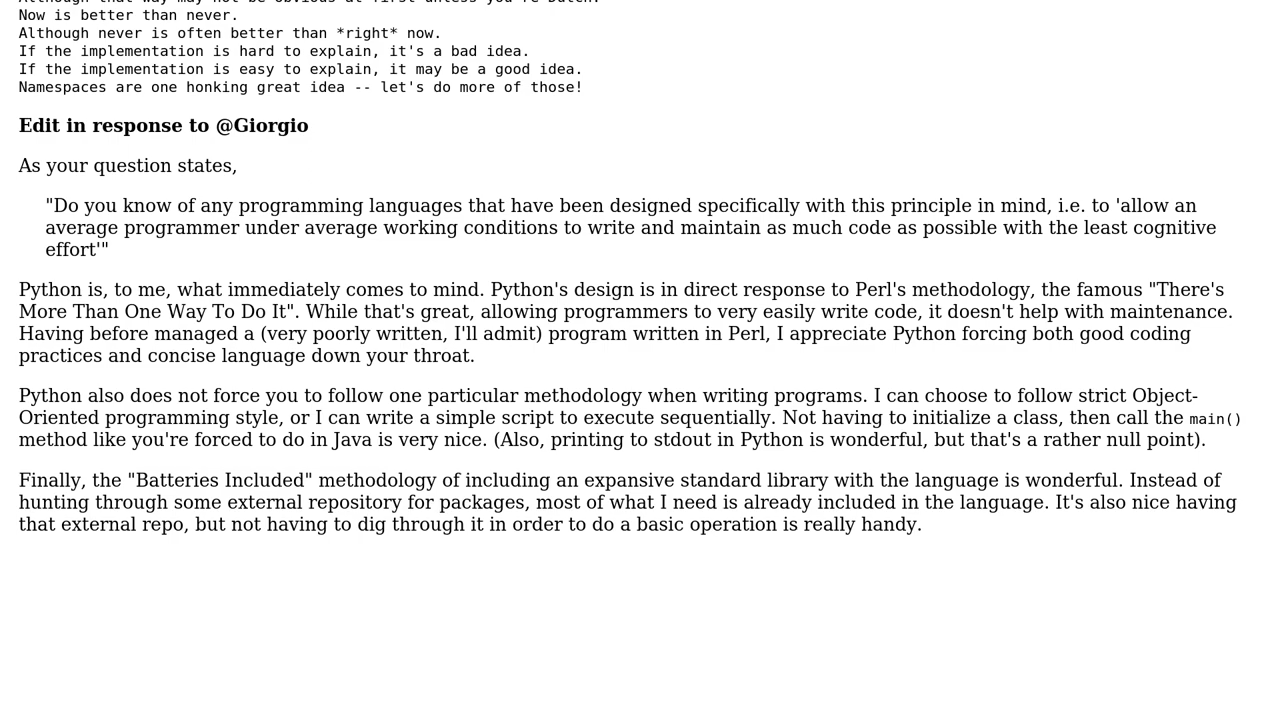 Although that way may not be obvious at first unless you're Dutch.
Now is better than never.
Although never is often better than *right* now.
If the implementation is hard to explain, it's a bad idea.
If the implementation is easy to explain, it may be a good idea.
Namespaces are one honking great idea -- let's do more of those!
Edit in response to @Giorgio
As your question states,
"Do you know of any programming languages that have been designed specifically with this principle in mind, i.e. to 'allow an
average programmer under average working conditions to write and maintain as much code as possible with the least cognitive
effort'"
Python is, to me, what immediately comes to mind. Python's design is in direct response to Perl's methodology, the famous "There's
More Than One Way To Do It". While that's great, allowing programmers to very easily write code, it doesn't help with maintenance.
Having before managed a (very poorly written, I'll admit) program written in Perl, I appreciate Python forcing both good coding
practices and concise language down your throat.
Python also does not force you to follow one particular methodology when writing programs. I can choose to follow strict Object-
Oriented programming style, or I can write a simple script to execute sequentially. Not having to initialize a class, then call the main()
method like you're forced to do in Java is very nice. (Also, printing to stdout in Python is wonderful, but that's a rather null point).
Finally, the "Batteries Included" methodology of including an expansive standard library with the language is wonderful. Instead of
hunting through some external repository for packages, most of what I need is already included in the language. It's also nice having
that external repo, but not having to dig through it in order to do a basic operation is really handy.